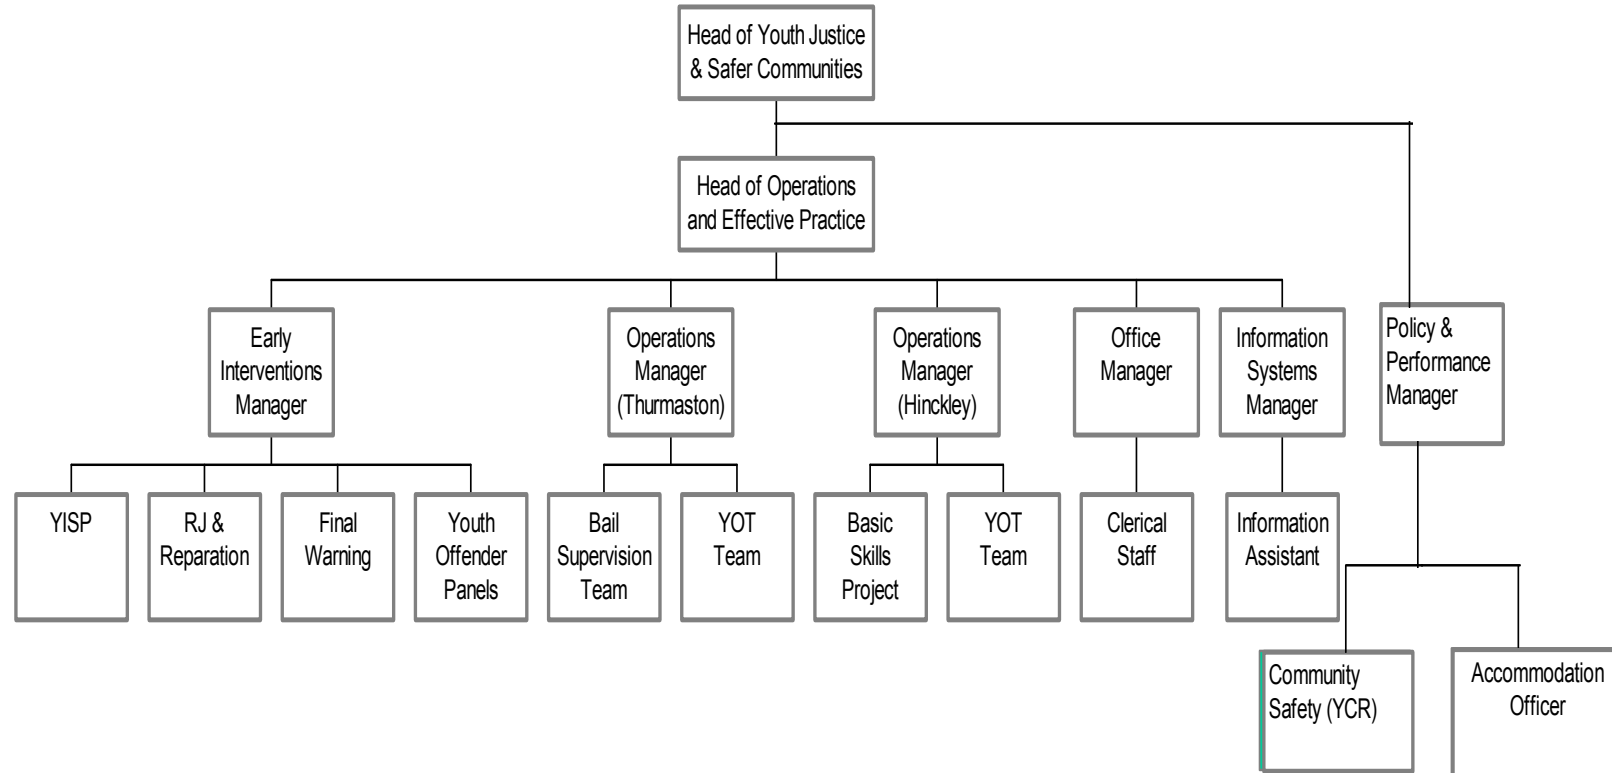 Head of Youth Justice
& Safer Communities
Head of Operations
and Effective Practice
Early
Interventions
Manager
Operations
Manager
(Thurmaston)
Operations
Manager
(Hinckley)
Office
Manager
Information
Systems
Manager
Policy &
Performance
Manager
YISP
RJ &
Reparation
Final
Warning
Youth
Offender
Panels
Bail
Supervision
Team
YOT
Team
Basic
Skills
Project
YOT
Team
Clerical
Staff
Information
Assistant
Community
Safety (YCR)
Accommodation
Officer